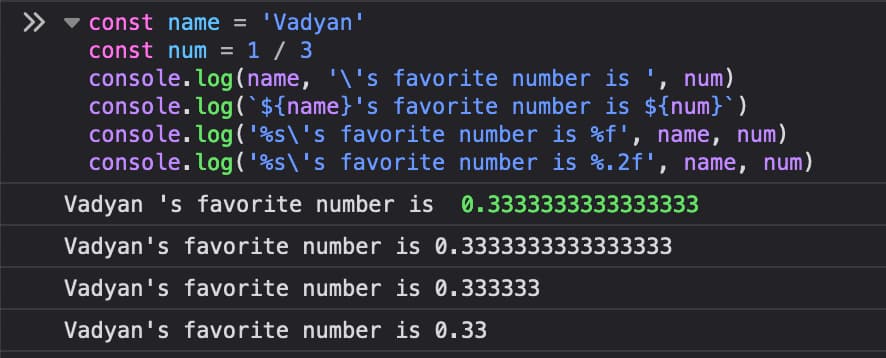 const name = 'Vadyan'
const num = 1 / 3
console.log(name, '\'s favorite number is ', num)
console.log(`${name}'s favorite number is ${num}`)
console.log('%s\'s favorite number is %f', name, num)
console.log('%s\'s favorite number is %.2f', name, num)
Vadyan 's favorite number is  0.3333333333333333
Vadyan's favorite number is 0.3333333333333333
Vadyan's favorite number is 0.333333
Vadyan's favorite number is 0.33